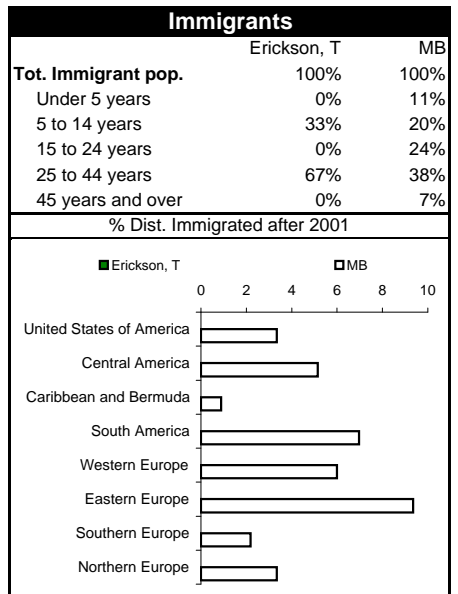 Immigrants
Erickson, T MB
Tot. Immigrant pop. 100% 100%
Under 5 years 0% 11%
5 to 14 years 33% 20%
15 to 24 years 0% 24%
25 to 44 years 67% 38%
45 years and over 0% 7%
% Dist. Immigrated after 2001
Erickson, T MB
0 2 4 6 8 10
United States of America
Central America
Caribbean and Bermuda
South America
Western Europe
Eastern Europe
Southern Europe
Northern Europe